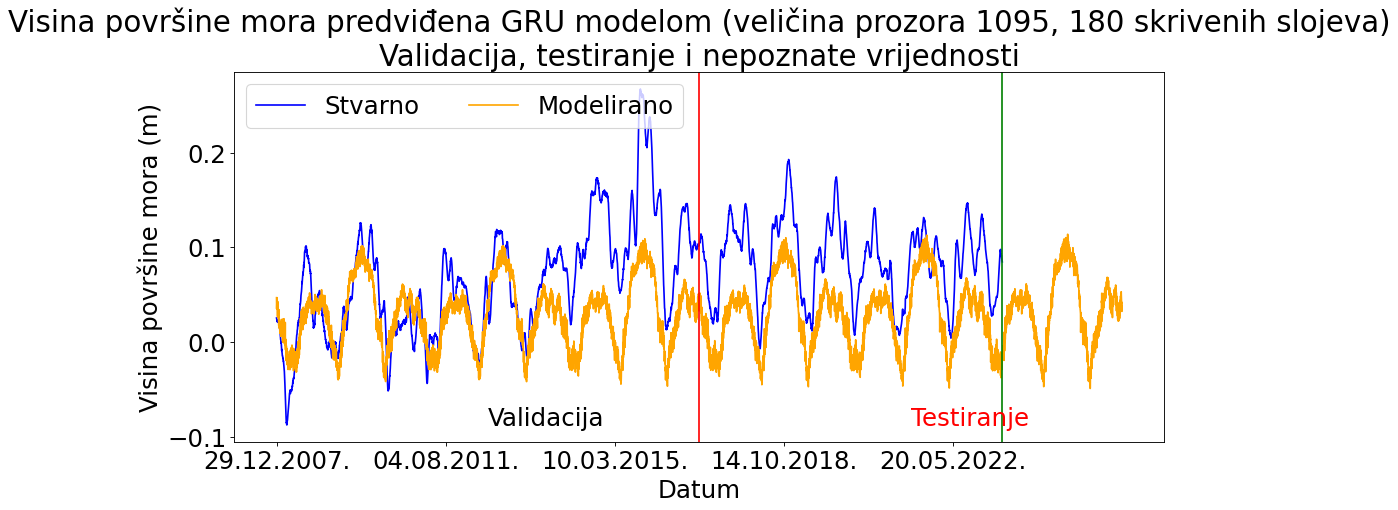 Visina površine mora predviđena GRU modelom (veličina prozora 1095, 180 skrivenih slojeva)
Validacija, testiranje i nepoznate vrijednosti
Stvarno
Modelirano
Visina površine mora (m)
0.2
0.1
0.0
−0.1
Validacija
Testiranje
29.12.2007.
04.08.2011.
10.03.2015.
14.10.2018.
20.05.2022.
Datum